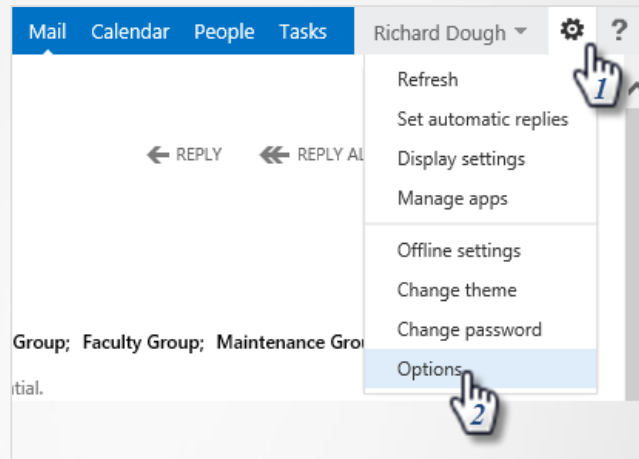 Mail Calendar People Tasks Richard Dough ?
1
Refresh
Set automatic replies
REPLY REPLY AL
Display settings
Manage apps
Offline settings
Change theme
Change password
Group; Faculty Group; Maintenance Grou
Options
tial.
2